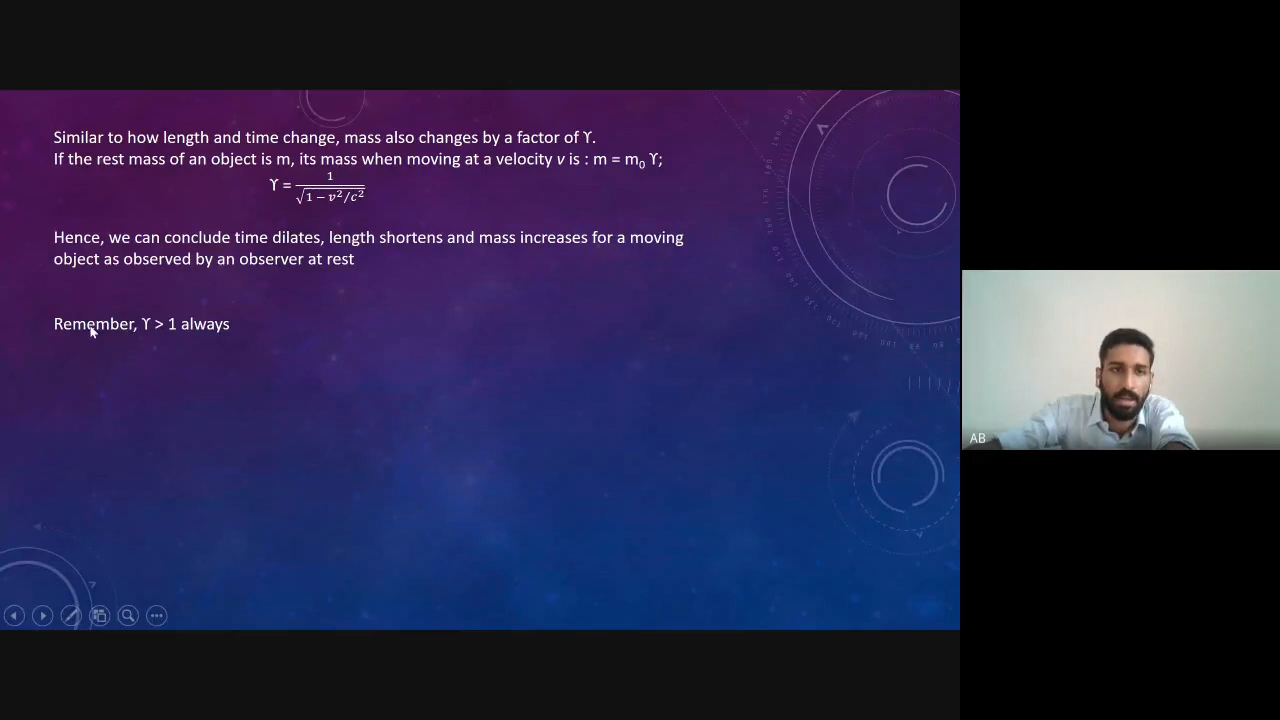 Similar to how length and time change, mass also changes by a factor of ϒ.
If the rest mass of an object is m, its mass when moving at a velocity v is : m = m₀ ϒ;
ϒ = 1/√(1 − v²/c²)
Hence, we can conclude time dilates, length shortens and mass increases for a moving
object as observed by an observer at rest
Remember, ϒ > 1 always
AB